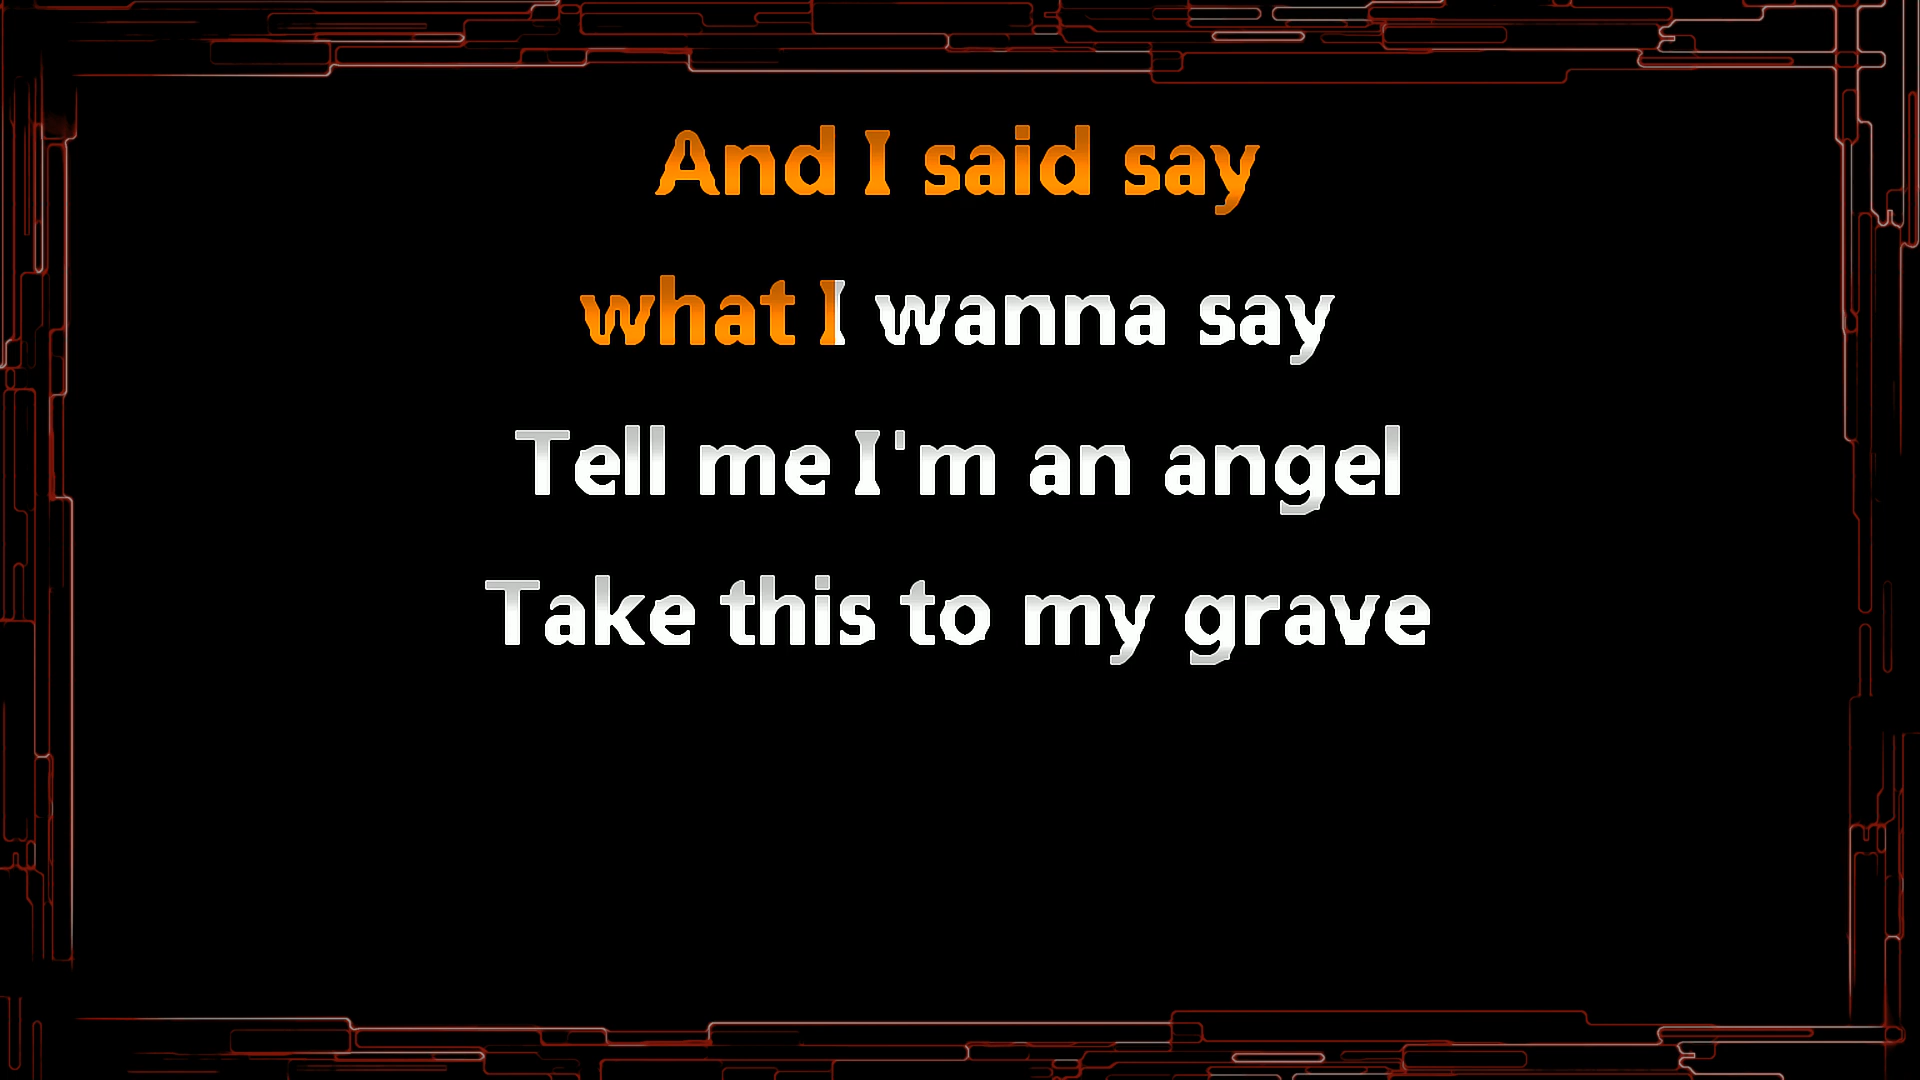 And I said say
what I wanna say
Tell me I'm an angel
Take this to my grave